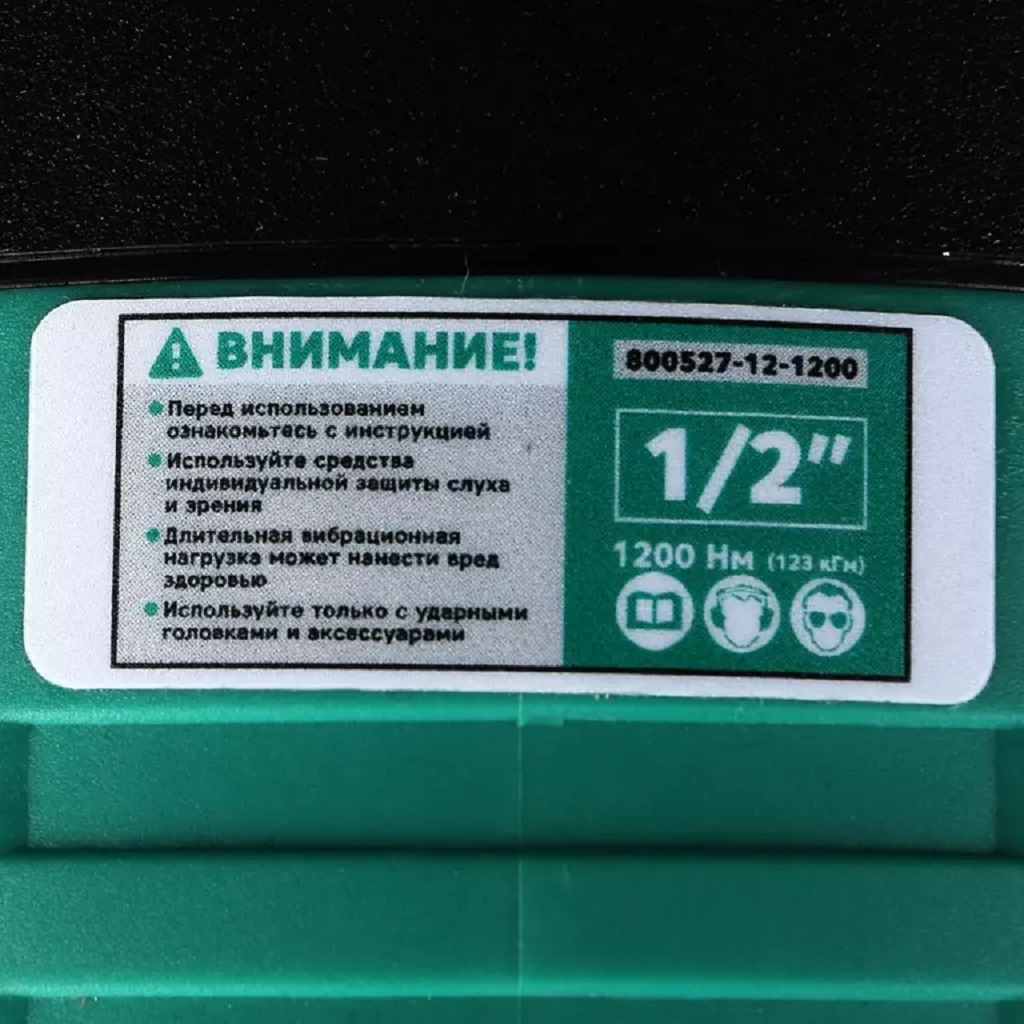 ВНИМАНИЕ!
Перед использованием
ознакомьтесь с инструкцией
Используйте средства
индивидуальной защиты слуха
и зрения
Длительная вибрационная
нагрузка может нанести вред
здоровью
Используйте только с ударными
головками и аксессуарами
800527-12-1200
1/2"
1200 Нм (123 кГм)